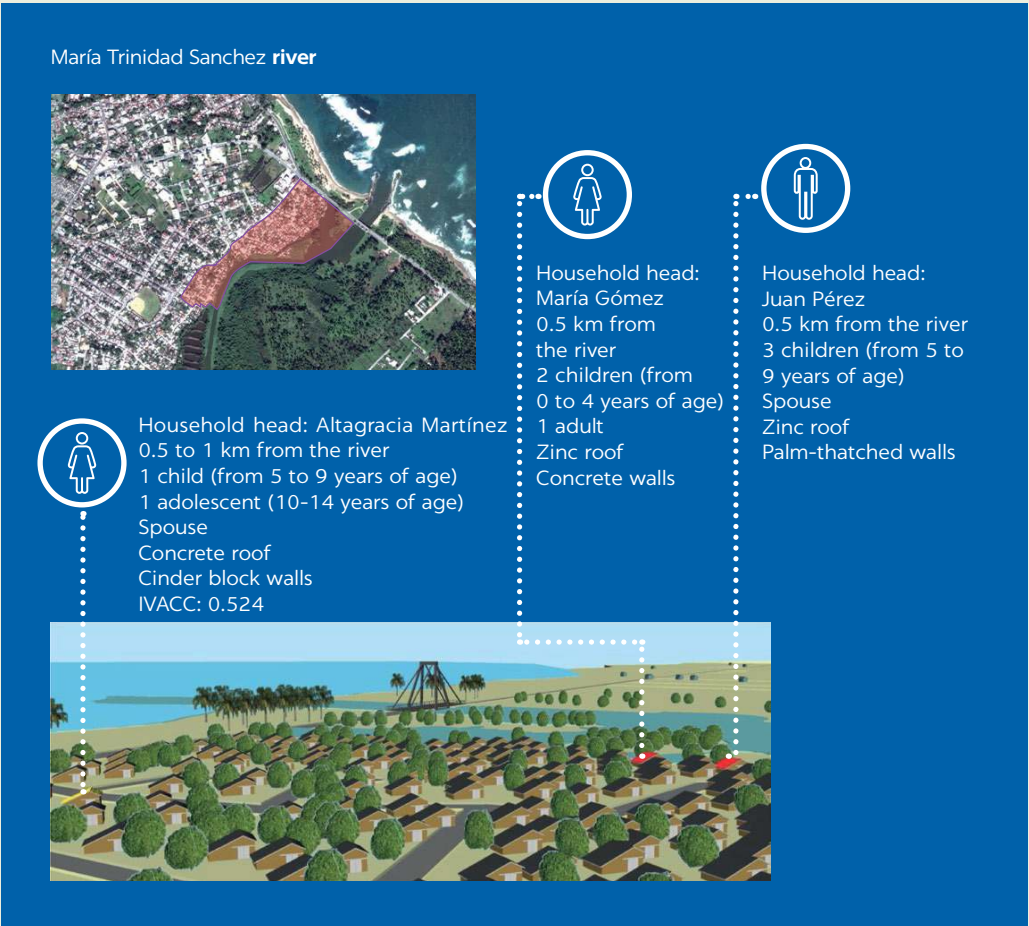 María Trinidad Sanchez river
Household head:
María Gómez
0.5 km from
the river
2 children (from
0 to 4 years of age)
1 adult
Zinc roof
Concrete walls
Household head:
Juan Pérez
0.5 km from the river
3 children (from 5 to
9 years of age)
Spouse
Zinc roof
Palm-thatched walls
Household head: Altagracia Martínez
0.5 to 1 km from the river
1 child (from 5 to 9 years of age)
1 adolescent (10-14 years of age)
Spouse
Concrete roof
Cinder block walls
IVACC: 0.524